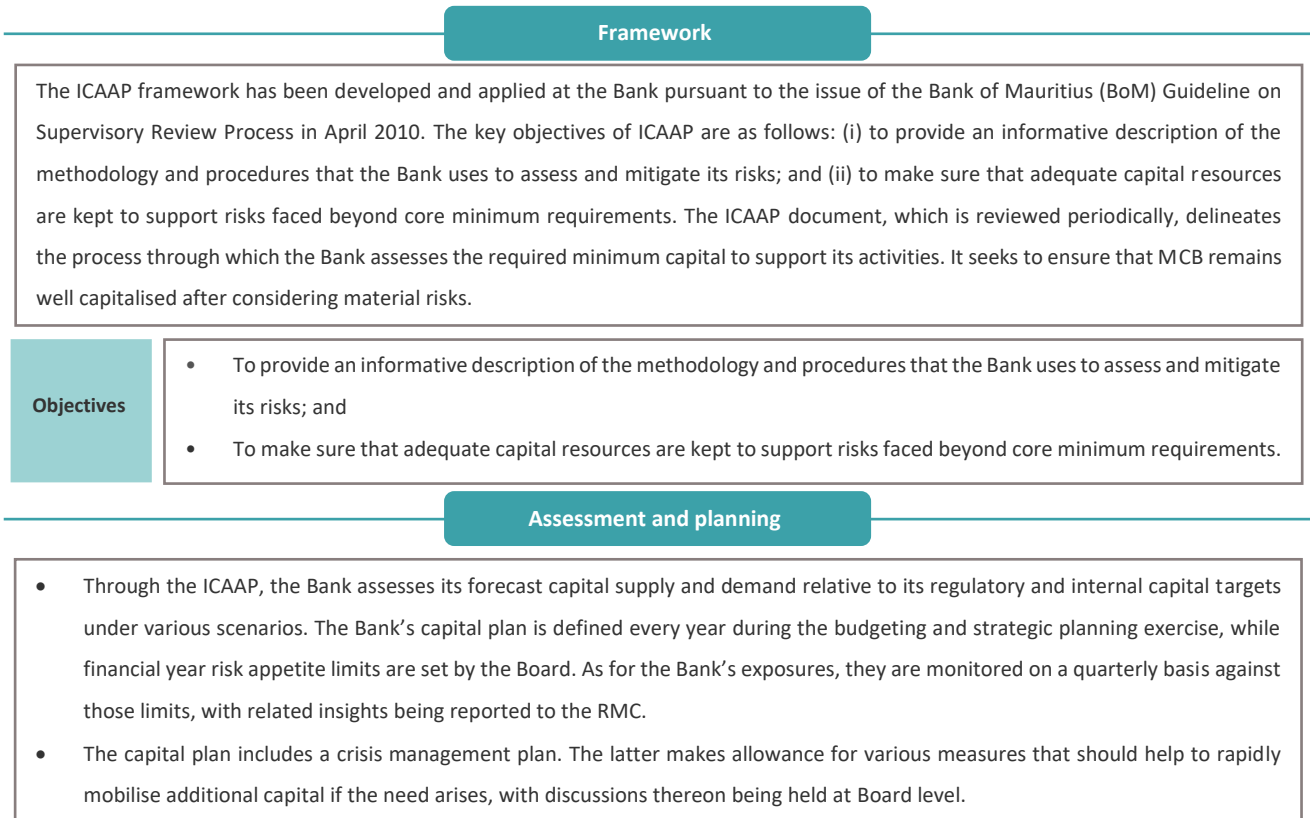 Framework
The ICAAP framework has been developed and applied at the Bank pursuant to the issue of the Bank of Mauritius (BoM) Guideline on
Supervisory Review Process in April 2010. The key objectives of ICAAP are as follows: (i) to provide an informative description of the
methodology and procedures that the Bank uses to assess and mitigate its risks; and (ii) to make sure that adequate capital resources
are kept to support risks faced beyond core minimum requirements. The ICAAP document, which is reviewed periodically, delineates
the process through which the Bank assesses the required minimum capital to support its activities. It seeks to ensure that MCB remains
well capitalised after considering material risks.
Objectives
• To provide an informative description of the methodology and procedures that the Bank uses to assess and mitigate
its risks; and
• To make sure that adequate capital resources are kept to support risks faced beyond core minimum requirements.
Assessment and planning
• Through the ICAAP, the Bank assesses its forecast capital supply and demand relative to its regulatory and internal capital targets
under various scenarios. The Bank's capital plan is defined every year during the budgeting and strategic planning exercise, while
financial year risk appetite limits are set by the Board. As for the Bank's exposures, they are monitored on a quarterly basis against
those limits, with related insights being reported to the RMC.
• The capital plan includes a crisis management plan. The latter makes allowance for various measures that should help to rapidly
mobilise additional capital if the need arises, with discussions thereon being held at Board level.